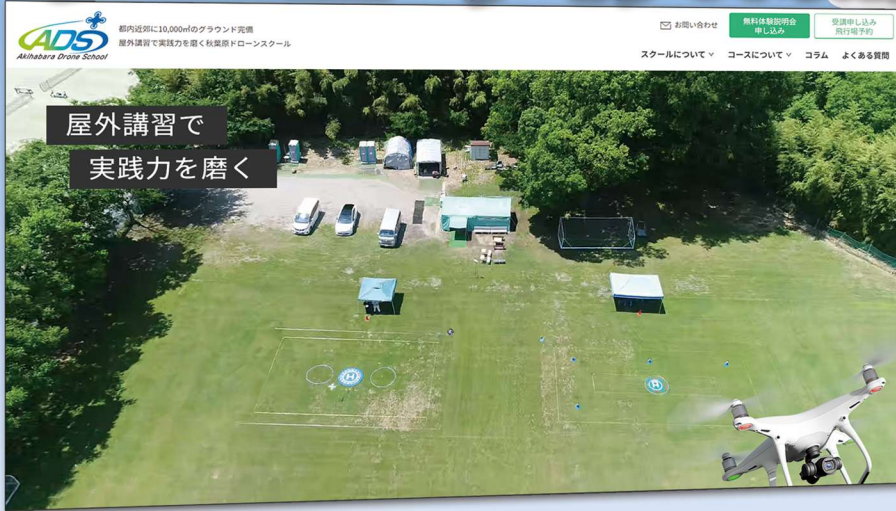 ADS
Akihabara Drone School
都内近郊に10,000㎡のグラウンド完備
屋外講習で実践力を磨く秋葉原ドローンスクール
お問い合わせ
無料体験説明会
申し込み
受講申し込み
飛行場予約
スクールについて
コースについて
コラム
よくある質問
屋外講習で
実践力を磨く
H